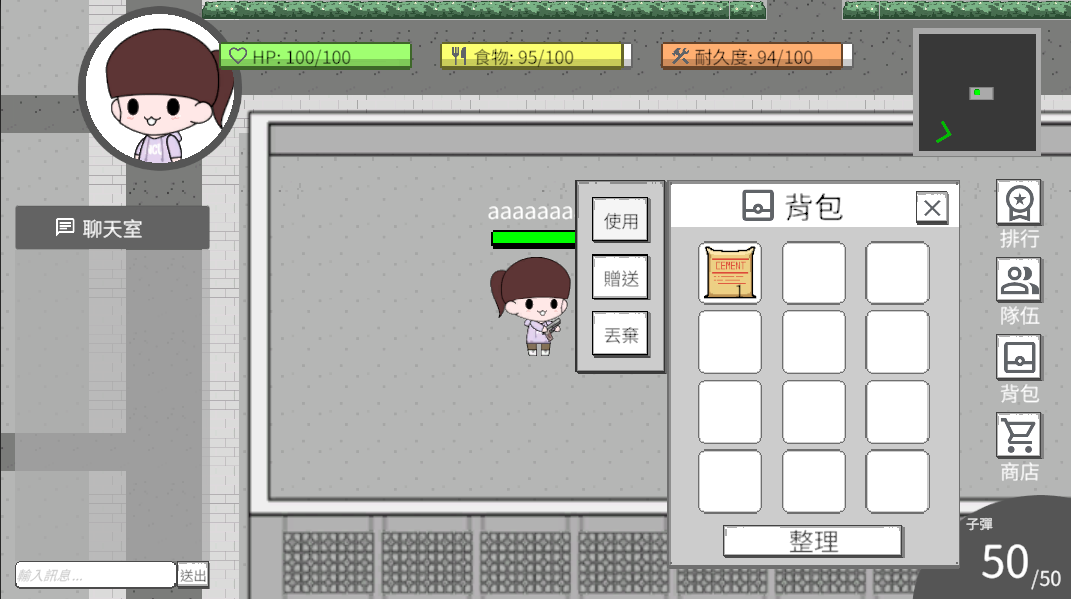 HP: 100/100
食物: 95/100
耐久度: 94/100
聊天室
aaaaaaa
使用
贈送
丟棄
背包
CEMENT
1
整理
排行
隊伍
背包
商店
子彈
50/50
輸入訊息...
送出